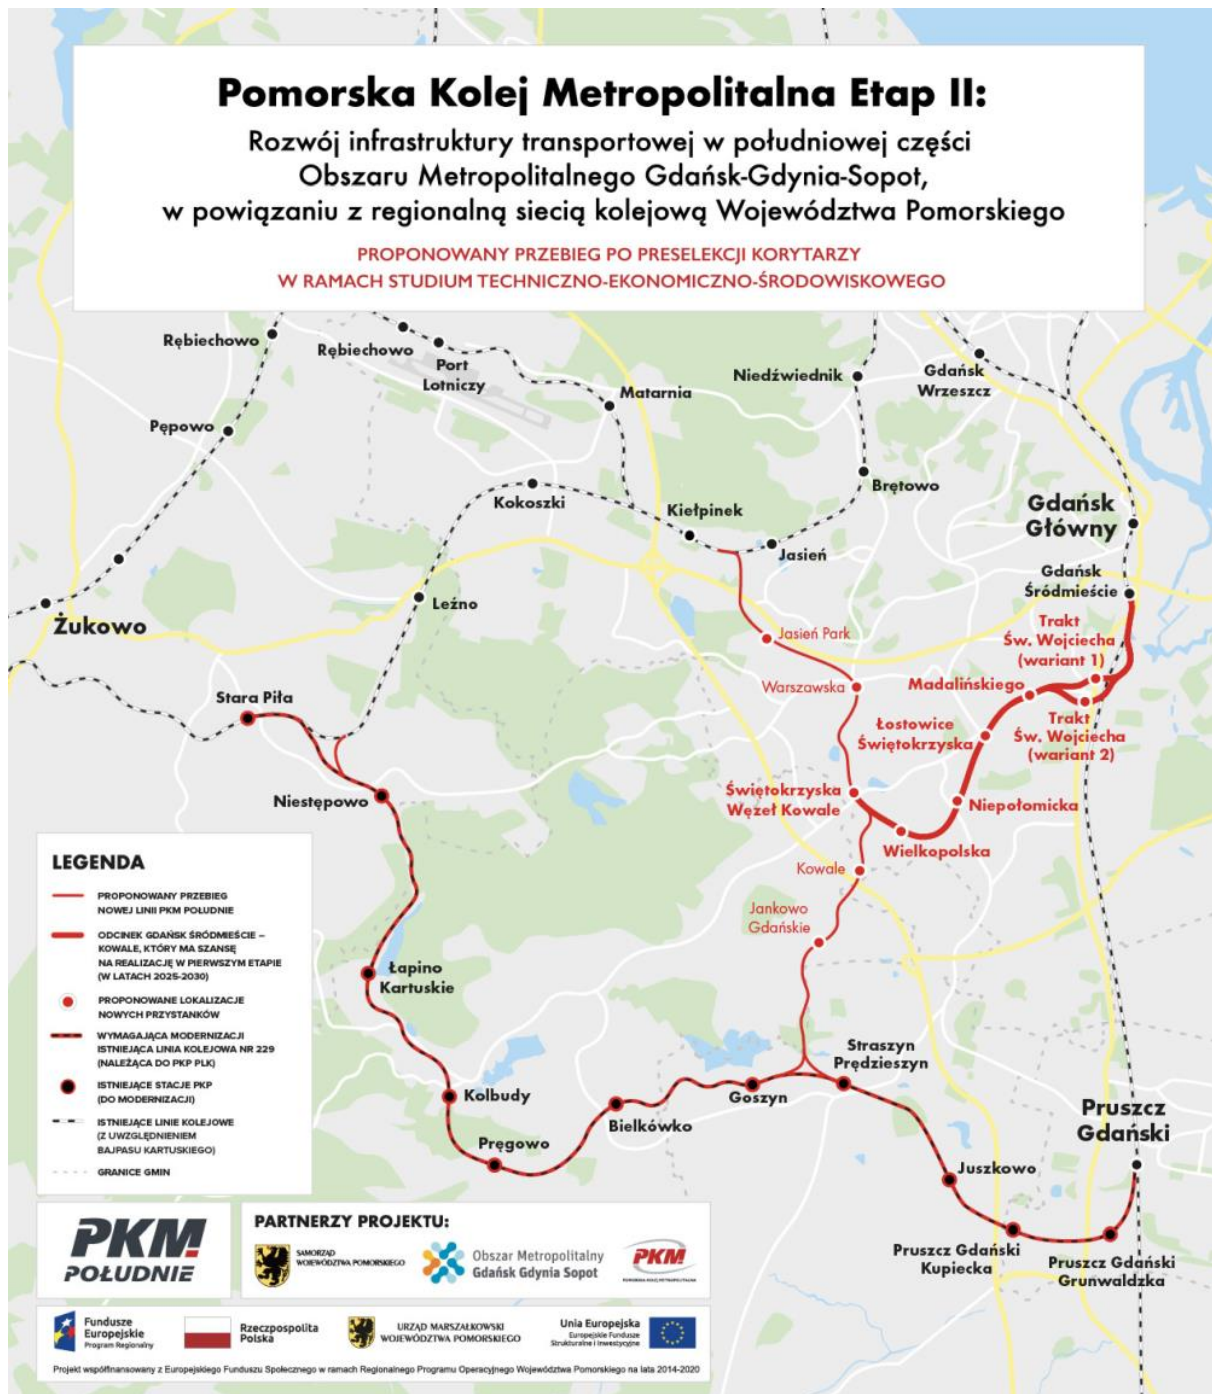 Pomorska Kolej Metropolitalna Etap II:
Rozwój infrastruktury transportowej w południowej części
Obszaru Metropolitalnego Gdańsk-Gdynia-Sopot,
w powiązaniu z regionalną siecią kolejową Województwa Pomorskiego
PROPONOWANY PRZEBIEG PO PRESELEKCJI KORYTARZY
W RAMACH STUDIUM TECHNICZNO-EKONOMICZNO-ŚRODOWISKOWEGO
Rębiechowo
Rębiechowo
Port
Lotniczy
Matarnia
Niedźwiednik
Gdańsk
Wrzeszcz
Pępowo
Kokoszki
Kiełpinek
Brętowo
Jasień
Gdańsk
Główny
Gdańsk
Śródmieście
Leźno
Żukowo
Jasień Park
Trakt
Św. Wojciecha
(wariant 1)
Warszawska
Madalińskiego
Stara Piła
Łostowice
Świętokrzyska
Trakt
Św. Wojciecha
(wariant 2)
Niestępowo
Świętokrzyska
Węzeł Kowale
Niepołomicka
Wielkopolska
Kowale
Jankowo
Gdańskie
Łapino
Kartuskie
Straszyn
Prędzieszyn
Kolbudy
Goszyn
Bielkówko
Pręgowo
Pruszcz
Gdański
Juszkowo
Pruszcz Gdański
Kupiecka
Pruszcz Gdański
Grunwaldzka
LEGENDA
PROPONOWANY PRZEBIEG
NOWEJ LINII PKM POŁUDNIE
ODCINEK GDAŃSK ŚRÓDMIEŚCIE –
KOWALE, KTÓRY MA SZANSĘ
NA REALIZACJĘ W PIERWSZYM ETAPIE
(W LATACH 2025-2030)
PROPONOWANE LOKALIZACJE
NOWYCH PRZYSTANKÓW
WYMAGAJĄCA MODERNIZACJI
ISTNIEJĄCA LINIA KOLEJOWA NR 229
(NALEŻĄCA DO PKP PLK)
ISTNIEJĄCE STACJE PKP
(DO MODERNIZACJI)
ISTNIEJĄCE LINIE KOLEJOWE
(Z UWZGLĘDNIENIEM
BAJPASU KARTUSKIEGO)
GRANICE GMIN
PKM
POŁUDNIE
PARTNERZY PROJEKTU:
SAMORZĄD
WOJEWÓDZTWA POMORSKIEGO
Obszar Metropolitalny
Gdańsk Gdynia Sopot
PKM
POMORSKA KOLEJ METROPOLITALNA
Fundusze
Europejskie
Program Regionalny
Rzeczpospolita
Polska
URZĄD MARSZAŁKOWSKI
WOJEWÓDZTWA POMORSKIEGO
Unia Europejska
Europejskie Fundusze
Strukturalne i Inwestycyjne
Projekt współfinansowany z Europejskiego Funduszu Społecznego w ramach Regionalnego Programu Operacyjnego Województwa Pomorskiego na lata 2014-2020